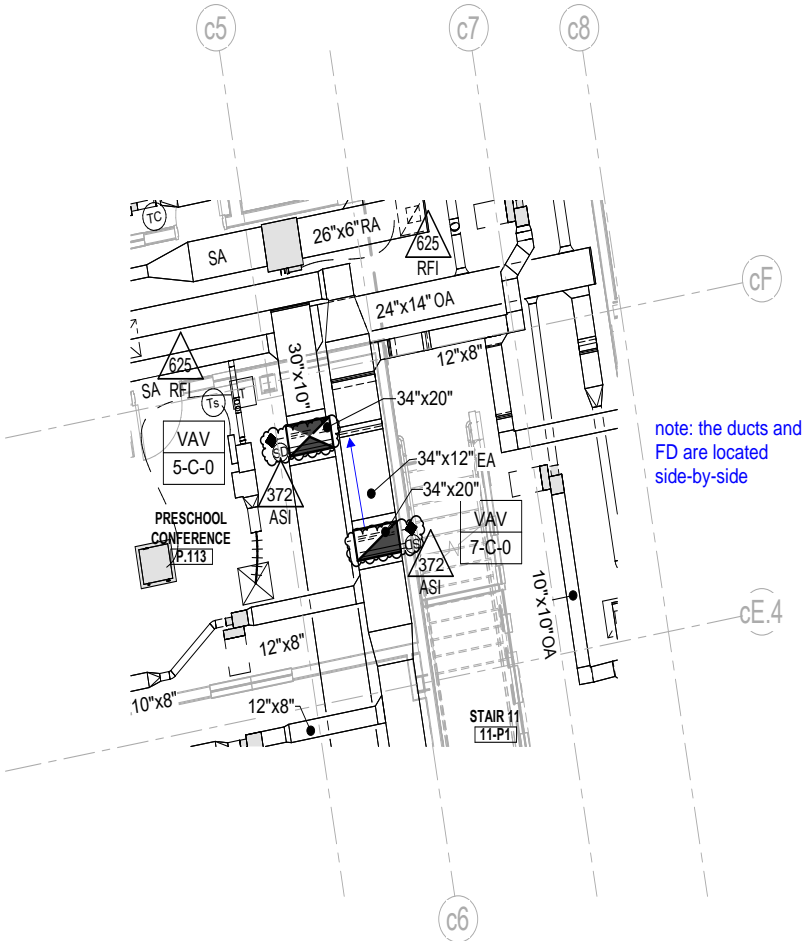 c5
c7
c8
TC
SA
26"x6" RA
625
RFI
cF
24"x14" OA
12"x8"
30"x10"
625
RFI
SA
T
Ts
34"x20"
note: the ducts and
FD are located
side-by-side
VAV
5-C-0
SD
34"x12" EA
34"x20"
372
ASI
VAV
7-C-0
PRESCHOOL
CONFERENCE
P.113
372
ASI
10"x10" OA
cE.4
12"x8"
10"x8"
12"x8"
STAIR 11
11-P1
c6